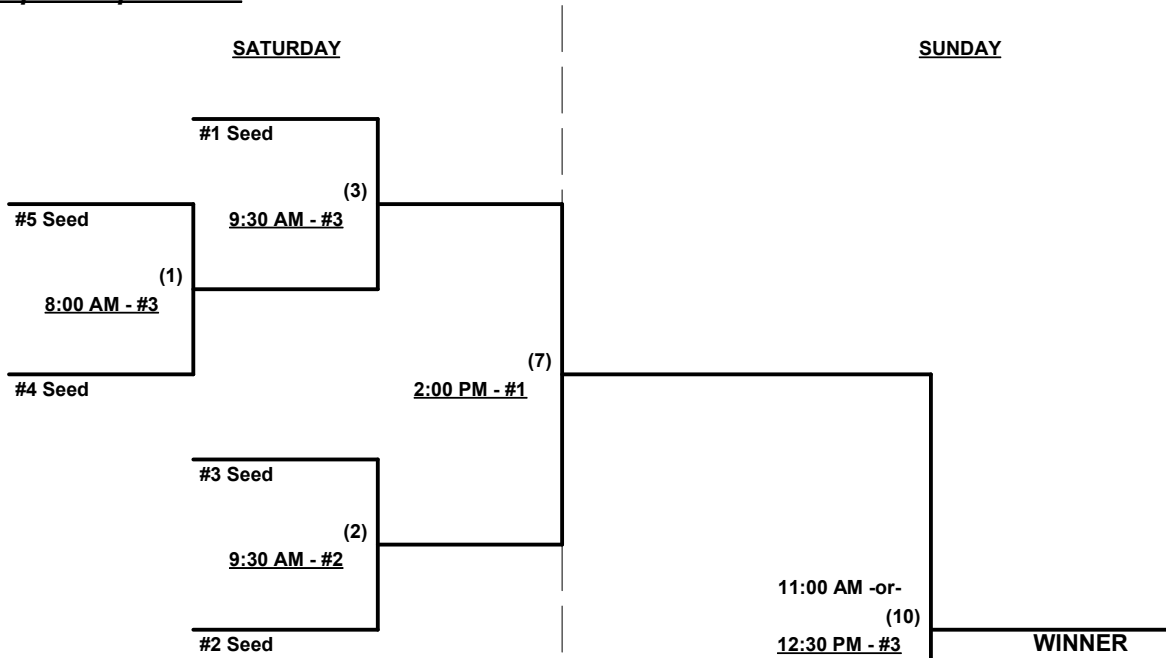 SATURDAY
SUNDAY
#1 Seed
(3)
9:30 AM - #3
#5 Seed
(1)
8:00 AM - #3
#4 Seed
(7)
2:00 PM - #1
#3 Seed
(2)
9:30 AM - #2
#2 Seed
11:00 AM -or-
(10)
12:30 PM - #3
WINNER